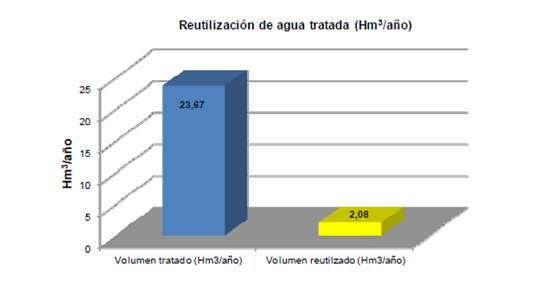 Reutilización de agua tratada (Hm³/año)
25
20
15
10
5
0
Hm³/año
23,67
2,08
Volumen tratado (Hm3/año)
Volumen reutilzado (Hm3/año)